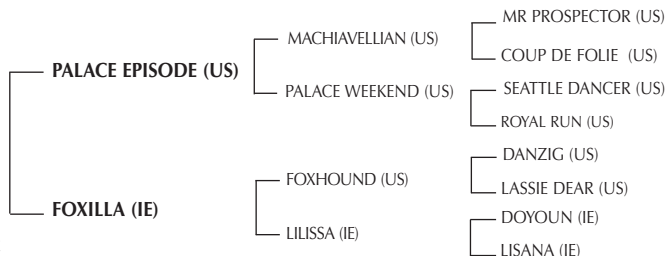 MR PROSPECTOR (US)
MACHIAVELLIAN (US)
COUP DE FOLIE (US)
PALACE EPISODE (US)
SEATTLE DANCER (US)
PALACE WEEKEND (US)
ROYAL RUN (US)
DANZIG (US)
FOXHOUND (US)
LASSIE DEAR (US)
FOXILLA (IE)
DOYOUN (IE)
LILISSA (IE)
LISANA (IE)